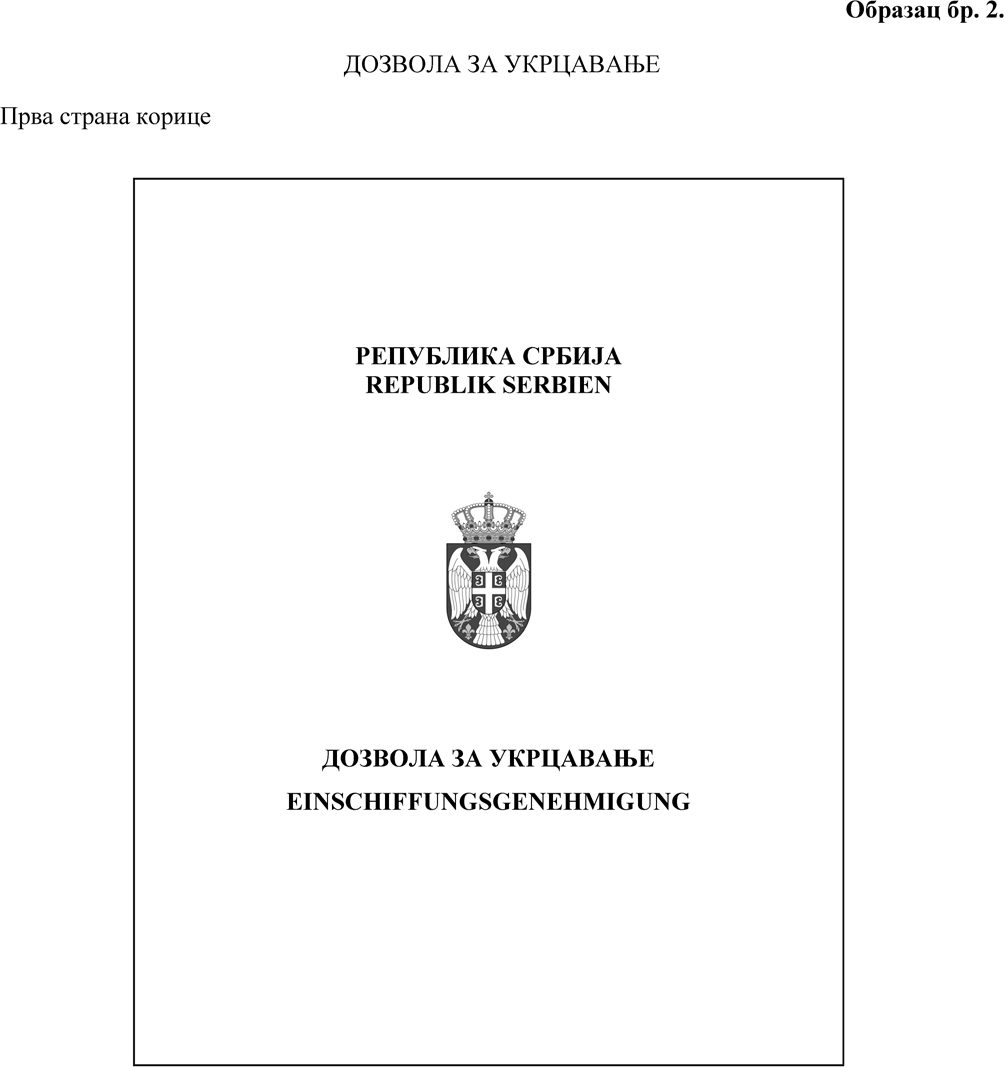 Образац бр. 2.
ДОЗВОЛА ЗА УКРЦАВАЊЕ
Прва страна корице
РЕПУБЛИКА СРБИЈА
REPUBLIK SERBIEN
ДОЗВОЛА ЗА УКРЦАВАЊЕ
EINSCHIFFUNGSGENEHMIGUNG